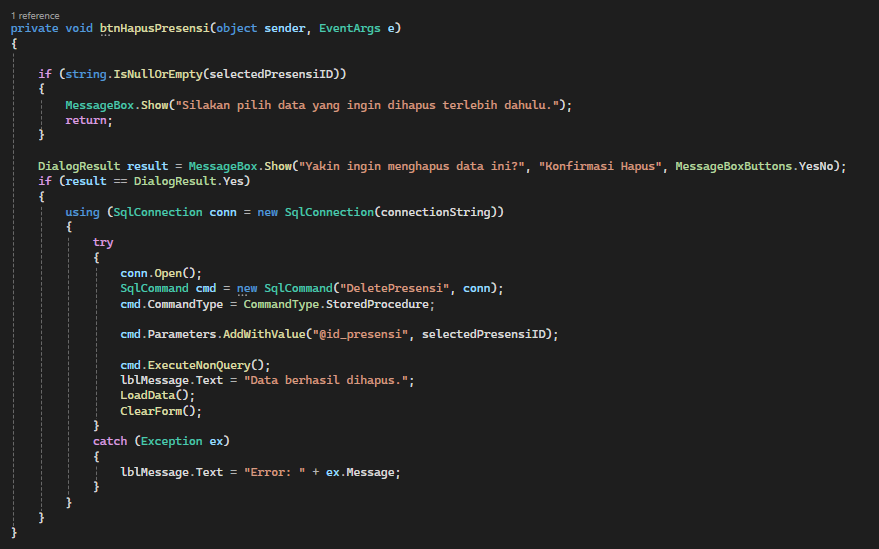 1 reference
private void btnHapusPresensi(object sender, EventArgs e)
{
if (string.IsNullOrEmpty(selectedPresensiID))
{
MessageBox.Show("Silakan pilih data yang ingin dihapus terlebih dahulu.");
return;
}
DialogResult result = MessageBox.Show("Yakin ingin menghapus data ini?", "Konfirmasi Hapus", MessageBoxButtons.YesNo);
if (result == DialogResult.Yes)
{
using (SqlConnection conn = new SqlConnection(connectionString))
{
try
{
conn.Open();
SqlCommand cmd = new SqlCommand("DeletePresensi", conn);
cmd.CommandType = CommandType.StoredProcedure;
cmd.Parameters.AddWithValue("@id_presensi", selectedPresensiID);
cmd.ExecuteNonQuery();
lblMessage.Text = "Data berhasil dihapus.";
LoadData();
ClearForm();
}
catch (Exception ex)
{
lblMessage.Text = "Error: " + ex.Message;
}
}
}
}